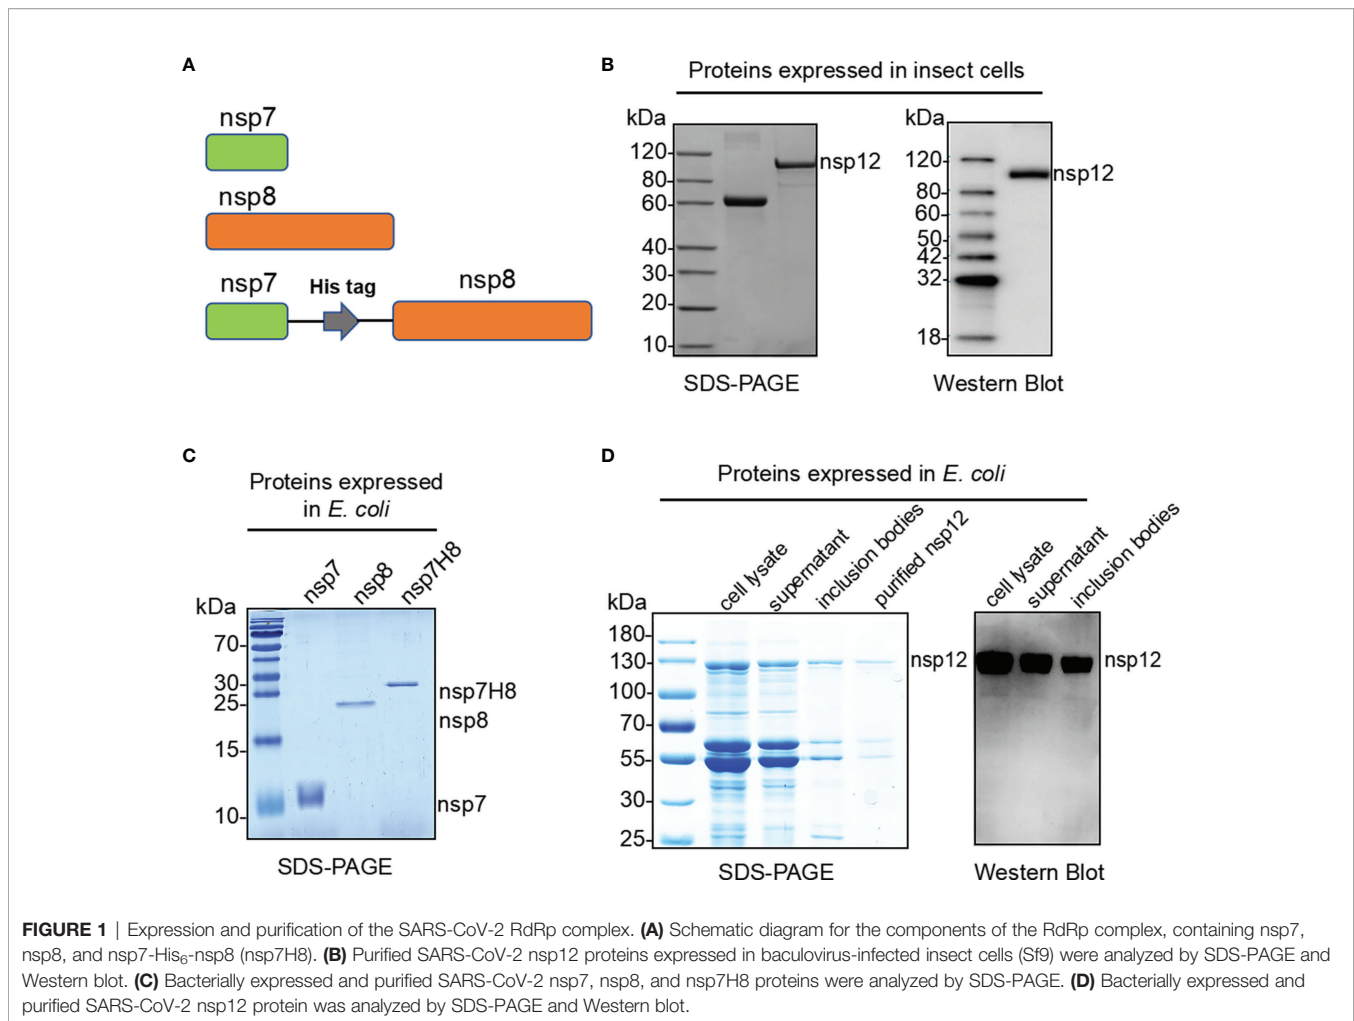 A
nsp7
nsp8
nsp7
His tag
nsp8
B
Proteins expressed in insect cells
kDa
120-
80-
60-
40-
30-
20-
10-
nsp12
SDS-PAGE
kDa
120-
80-
60-
50-
42-
32-
18-
nsp12
Western Blot
C
Proteins expressed
in E. coli
nsp7
nsp8
nsp7H8
kDa
70-
30-
25-
15-
10-
nsp7H8
nsp8
nsp7
SDS-PAGE
D
Proteins expressed in E. coli
cell lysate
supernatant
inclusion bodies
purified nsp12
kDa
180-
130-
100-
70-
55-
30-
25-
nsp12
SDS-PAGE
cell lysate
supernatant
inclusion bodies
nsp12
Western Blot
FIGURE 1 | Expression and purification of the SARS-CoV-2 RdRp complex. (A) Schematic diagram for the components of the RdRp complex, containing nsp7,
nsp8, and nsp7-His₆-nsp8 (nsp7H8). (B) Purified SARS-CoV-2 nsp12 proteins expressed in baculovirus-infected insect cells (Sf9) were analyzed by SDS-PAGE and
Western blot. (C) Bacterially expressed and purified SARS-CoV-2 nsp7, nsp8, and nsp7H8 proteins were analyzed by SDS-PAGE. (D) Bacterially expressed and
purified SARS-CoV-2 nsp12 protein was analyzed by SDS-PAGE and Western blot.